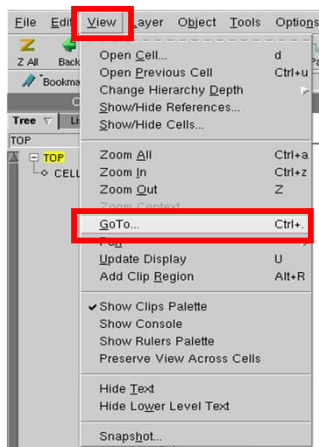 File Edit View Layer Object Tools Options
Z All Back
Bookma
Tree Li
TOP
TOP
CELL
Open Cell... d
Open Previous Cell Ctrl+u
Change Hierarchy Depth
Show/Hide References...
Show/Hide Cells...
Zoom All Ctrl+a
Zoom In Ctrl+z
Zoom Out Z
Zoom Context
GoTo... Ctrl+.
Pan
Update Display U
Add Clip Region Alt+R
Show Clips Palette
Show Console
Show Rulers Palette
Preserve View Across Cells
Hide Text
Hide Lower Level Text
Snapshot...